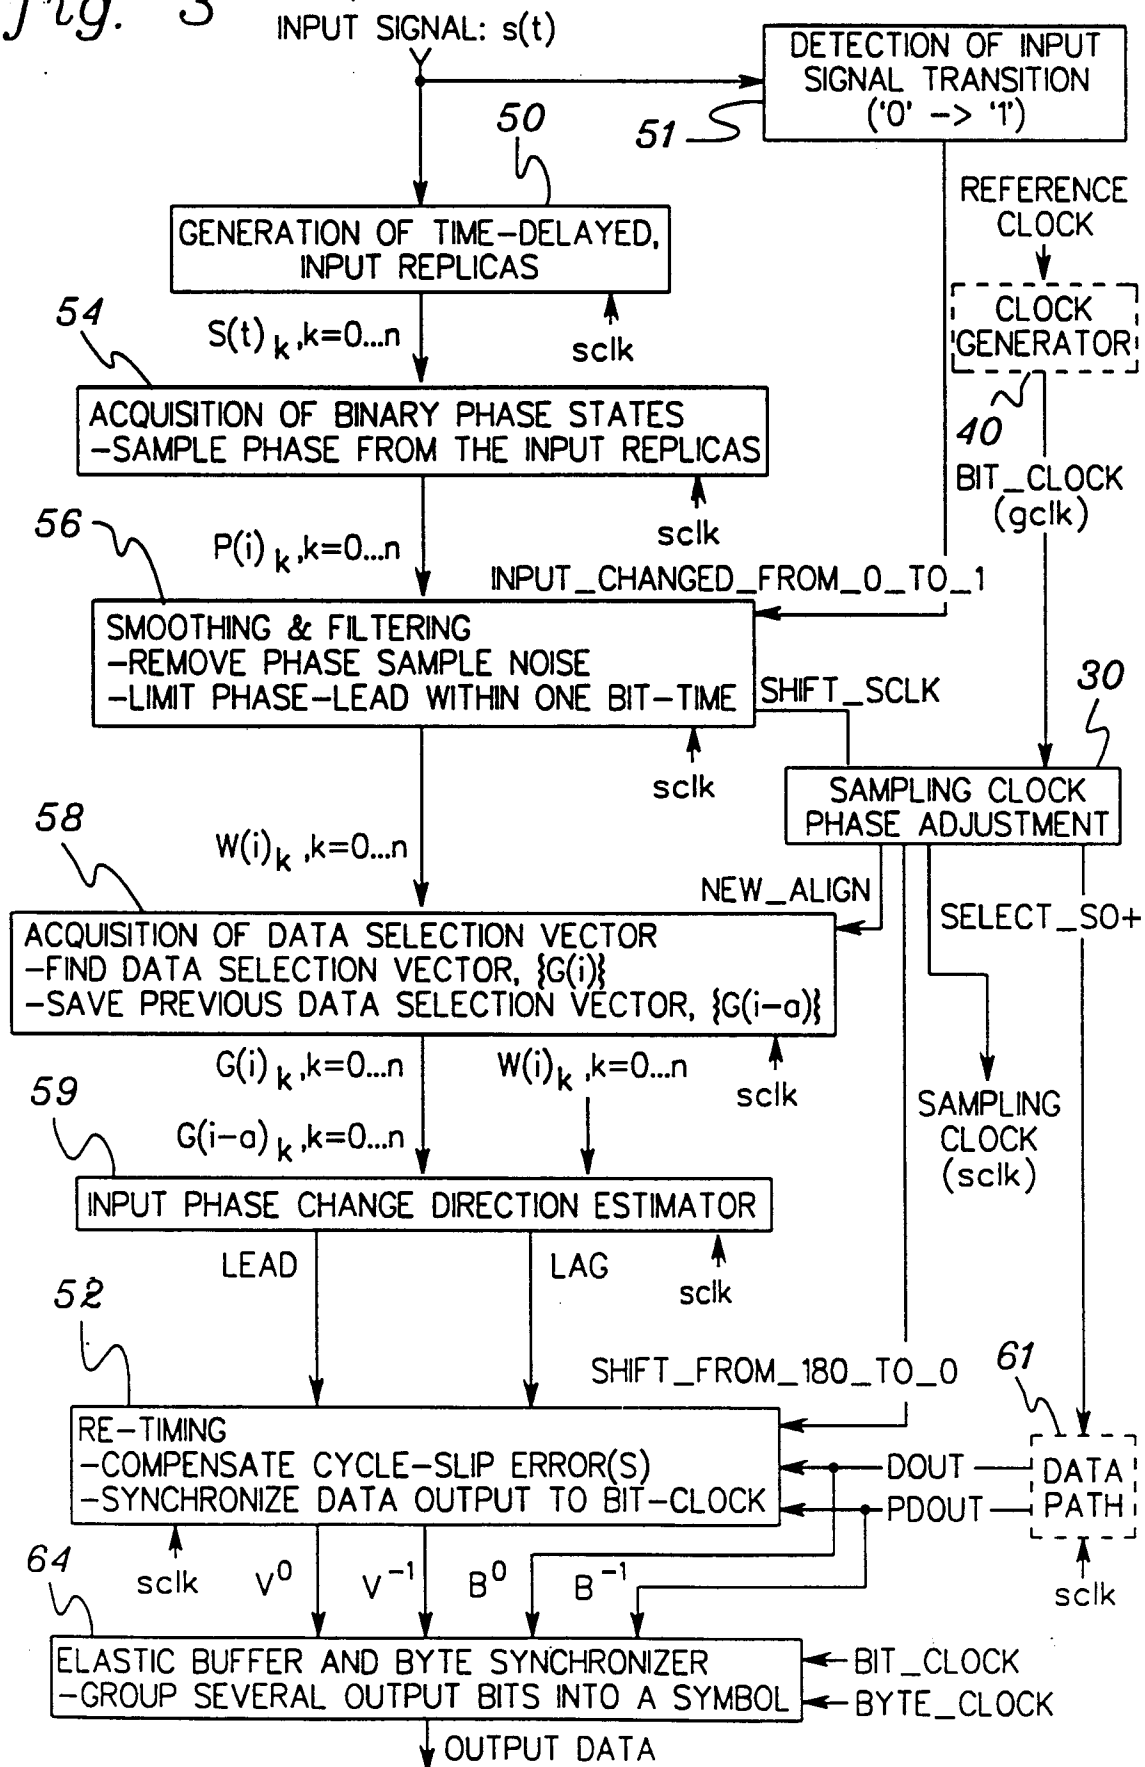 fig. 3
INPUT SIGNAL: s(t)
DETECTION OF INPUT
SIGNAL TRANSITION
('0' -> '1')
51
50
GENERATION OF TIME-DELAYED,
INPUT REPLICAS
REFERENCE
CLOCK
CLOCK
GENERATOR
40
54
S(t) k ,k=0...n
sclk
ACQUISITION OF BINARY PHASE STATES
-SAMPLE PHASE FROM THE INPUT REPLICAS
BIT_CLOCK
(gclk)
56
P(i) k ,k=0...n
sclk
INPUT_CHANGED_FROM_0_TO_1
SMOOTHING & FILTERING
-REMOVE PHASE SAMPLE NOISE
-LIMIT PHASE-LEAD WITHIN ONE BIT-TIME
SHIFT_SCLK
30
sclk
SAMPLING CLOCK
PHASE ADJUSTMENT
58
W(i) k ,k=0...n
NEW_ALIGN
SELECT_S0+
ACQUISITION OF DATA SELECTION VECTOR
-FIND DATA SELECTION VECTOR, {G(i)}
-SAVE PREVIOUS DATA SELECTION VECTOR, {G(i-a)}
G(i) k ,k=0...n
W(i) k ,k=0...n
sclk
59
G(i-a) k ,k=0...n
SAMPLING
CLOCK
(sclk)
INPUT PHASE CHANGE DIRECTION ESTIMATOR
LEAD
LAG
sclk
52
SHIFT_FROM_180_TO_0
61
RE-TIMING
-COMPENSATE CYCLE-SLIP ERROR(S)
-SYNCHRONIZE DATA OUTPUT TO BIT-CLOCK
DOUT
PDOUT
DATA
PATH
64
sclk
V0
V-1
B0
B-1
sclk
ELASTIC BUFFER AND BYTE SYNCHRONIZER
-GROUP SEVERAL OUTPUT BITS INTO A SYMBOL
BIT_CLOCK
BYTE_CLOCK
OUTPUT DATA